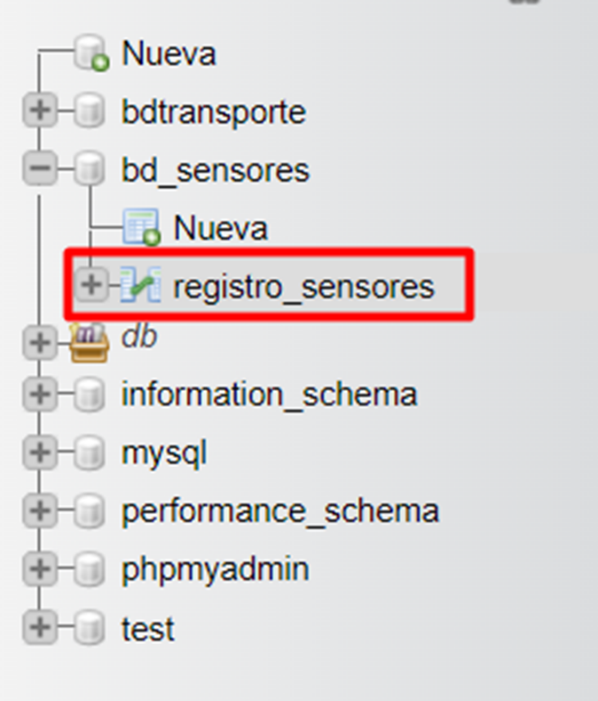 Nueva
bdtransporte
bd_sensores
Nueva
registro_sensores
db
information_schema
mysql
performance_schema
phpmyadmin
test